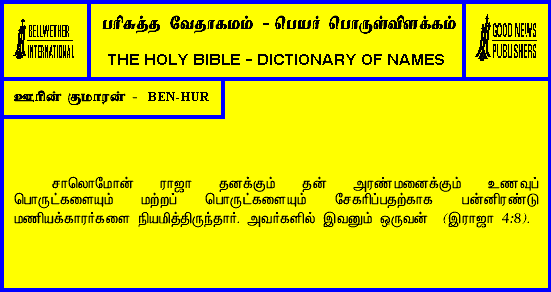 BELLWETHER
INTERNATIONAL
பரிசுத்த வேதாகமம் - பெயர் பொருள்விளக்கம்
THE HOLY BIBLE - DICTIONARY OF NAMES
GOOD NEWS
PUBLISHERS
ஊரின் குமாரன் - BEN-HUR
சாலொமோன் ராஜா தனக்கும் தன் அரண்மனைக்கும் உணவுப்
பொருட்களையும் மற்றப் பொருட்களையும் சேகரிப்பதற்காக பன்னிரண்டு
மணியக்காரர்களை நியமித்திருந்தார். அவர்களில் இவனும் ஒருவன் (இராஜா 4:8).